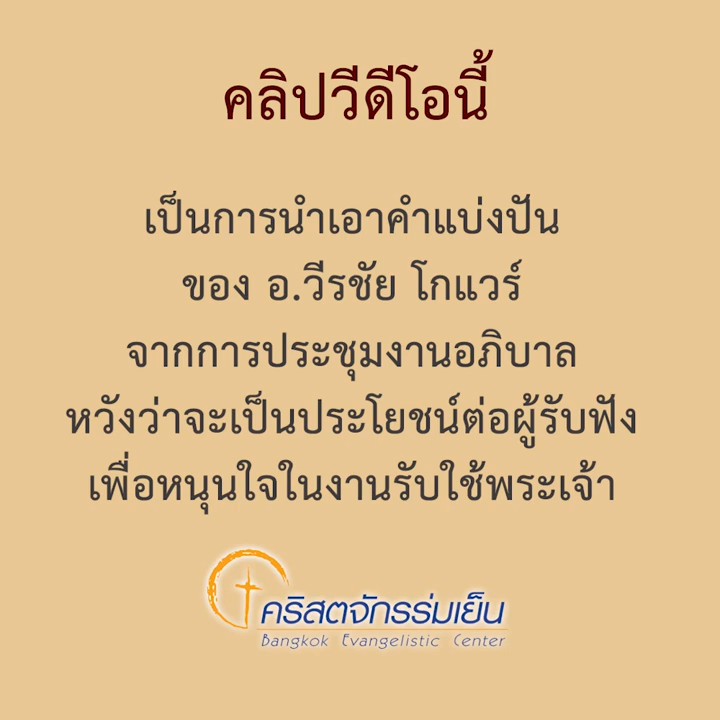 คลิปวีดีโอนี้
เป็นการนำเอาคำแบ่งปัน
ของ อ.วีรชัย โกแวร์
จากการประชุมงานอภิบาล
หวังว่าจะเป็นประโยชน์ต่อผู้รับฟัง
เพื่อหนุนใจในงานรับใช้พระเจ้า
คริสตจักรร่มเย็น
Bangkok Evangelistic Center